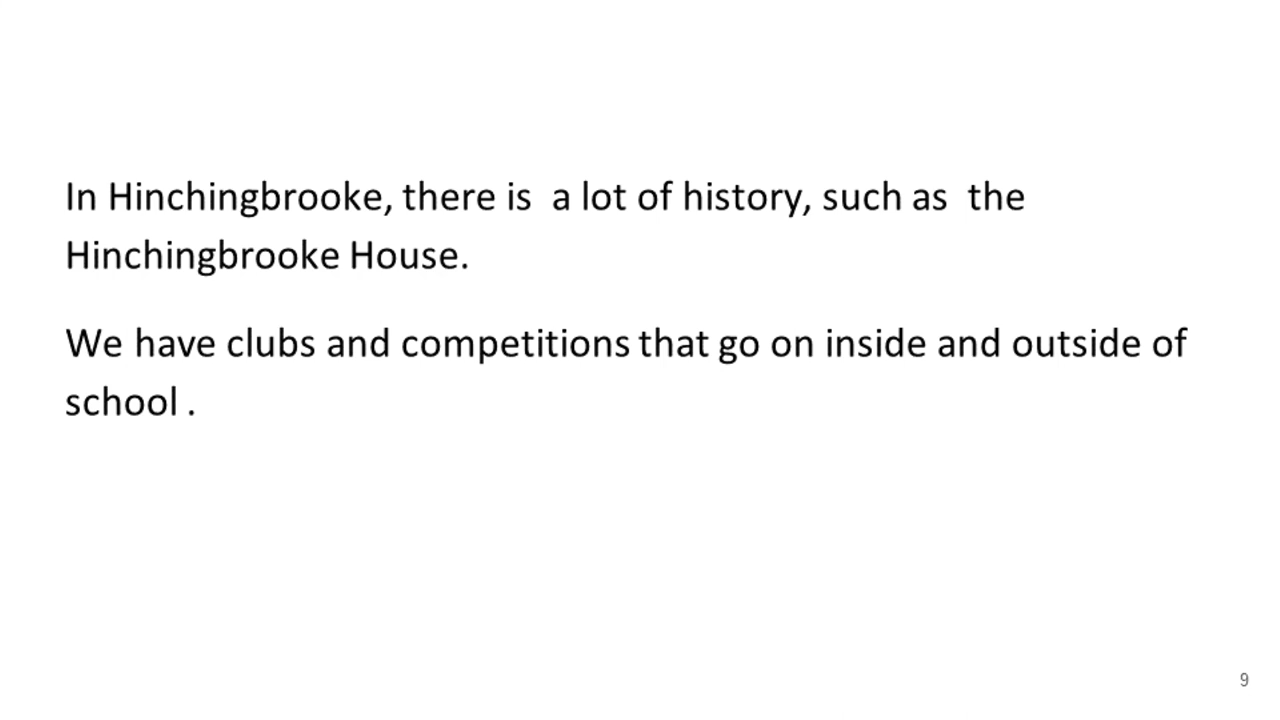 In Hinchingbrooke, there is  a lot of history, such as  the
Hinchingbrooke House.
We have clubs and competitions that go on inside and outside of
school .
9